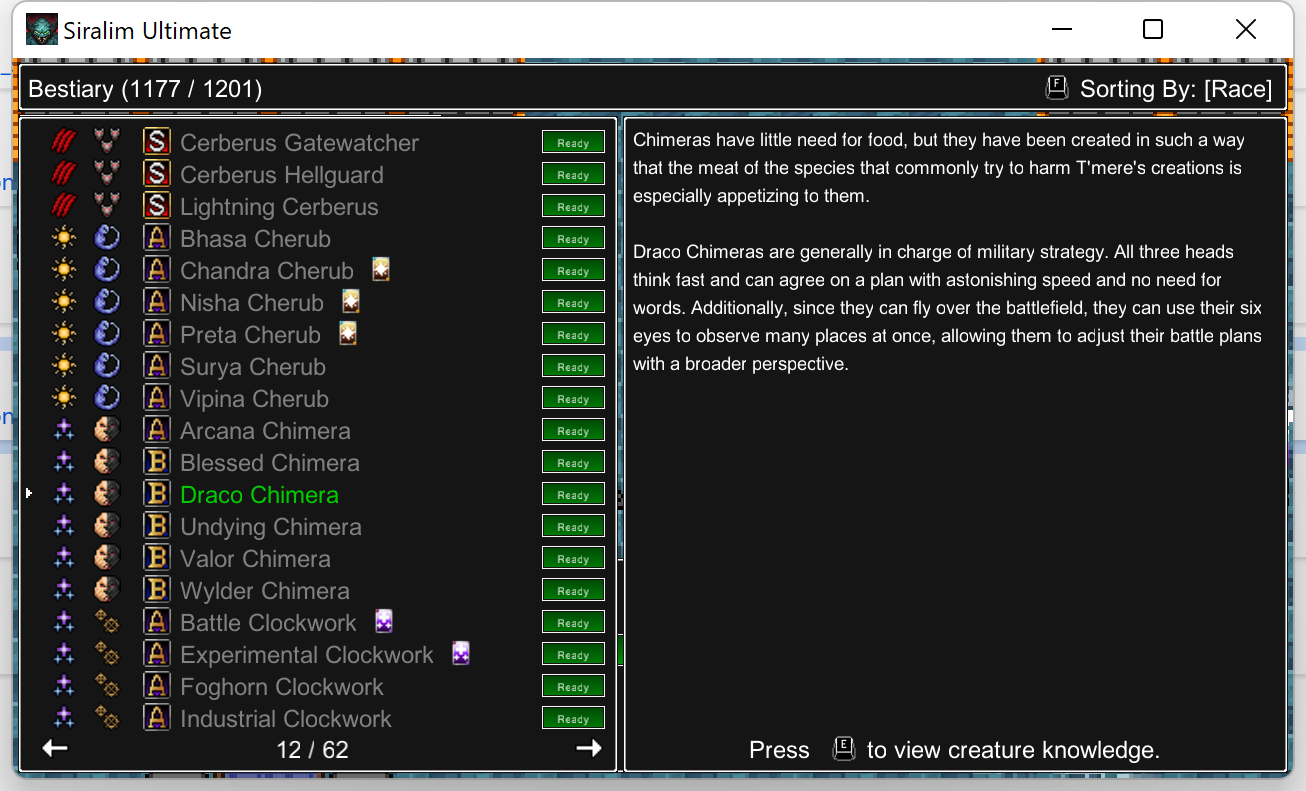 Siralim Ultimate
Bestiary (1177 / 1201)
F
Sorting By: [Race]
S Cerberus Gatewatcher Ready
S Cerberus Hellguard Ready
S Lightning Cerberus Ready
A Bhasa Cherub Ready
A Chandra Cherub Ready
A Nisha Cherub Ready
A Preta Cherub Ready
A Surya Cherub Ready
A Vipina Cherub Ready
A Arcana Chimera Ready
B Blessed Chimera Ready
B Draco Chimera Ready
B Undying Chimera Ready
B Valor Chimera Ready
B Wylder Chimera Ready
A Battle Clockwork Ready
A Experimental Clockwork Ready
A Foghorn Clockwork Ready
A Industrial Clockwork Ready
12 / 62
Chimeras have little need for food, but they have been created in such a way
that the meat of the species that commonly try to harm T'mere's creations is
especially appetizing to them.
Draco Chimeras are generally in charge of military strategy. All three heads
think fast and can agree on a plan with astonishing speed and no need for
words. Additionally, since they can fly over the battlefield, they can use their six
eyes to observe many places at once, allowing them to adjust their battle plans
with a broader perspective.
Press E to view creature knowledge.